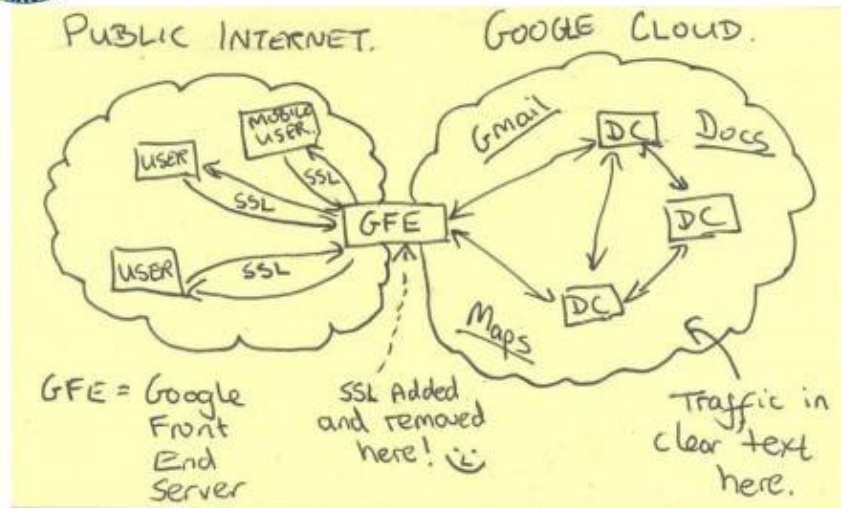 PUBLIC INTERNET.
GOOGLE CLOUD.
MOBILE
USER.
USER
SSL
SSL
USER
SSL
GFE
Gmail
DC
Docs
DC
DC
Maps
GFE = Google
Front
End
Server
SSL Added
and removed
here!
Traffic in
clear text
here.